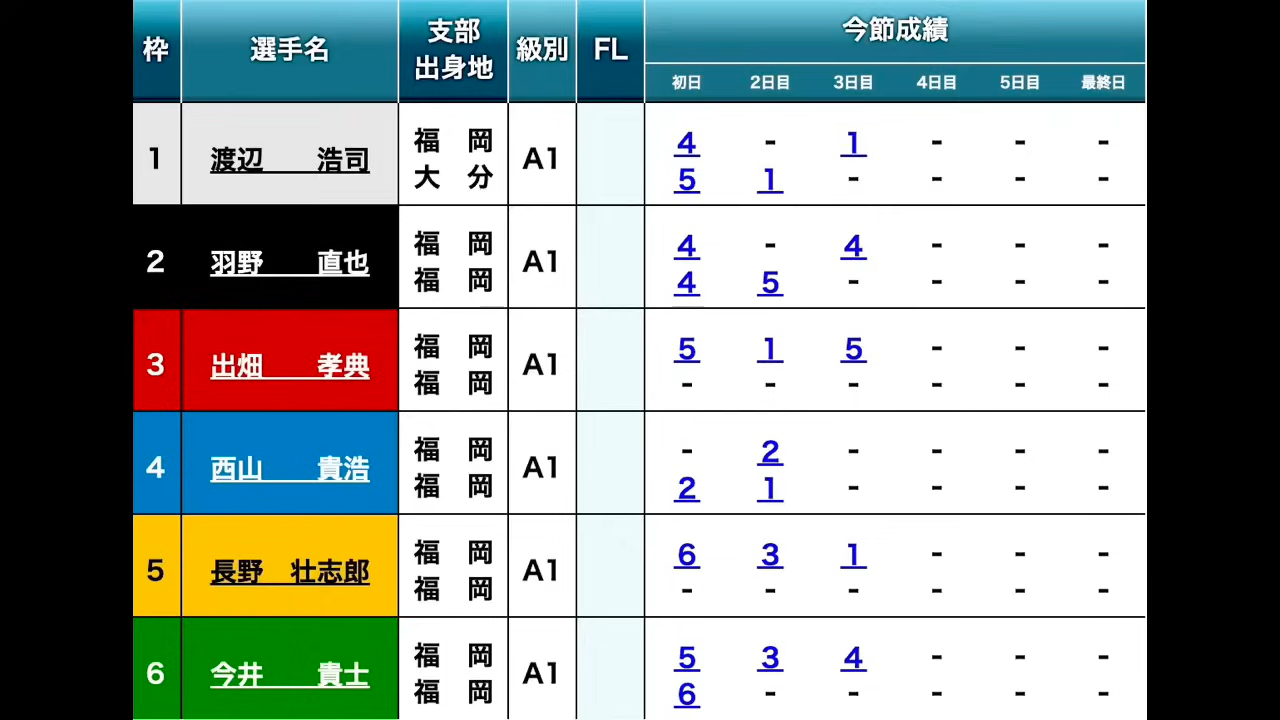 枠 選手名 支部 出身地 級別 FL 今節成績
初日 2日目 3日目 4日目 5日目 最終日
1 渡辺 浩司 福岡 A1 4 - 1 - - -
大分 5 1 - - - -
2 羽野 直也 福岡 A1 4 - 4 - - -
福岡 4 5 - - - -
3 出畑 孝典 福岡 A1 5 1 5 - - -
福岡 - - - - - -
4 西山 貴浩 福岡 A1 - 2 - - - -
福岡 2 1 - - - -
5 長野 壮志郎 福岡 A1 6 3 1 - - -
福岡 - - - - - -
6 今井 貴士 福岡 A1 5 3 4 - - -
福岡 6 - - - - -